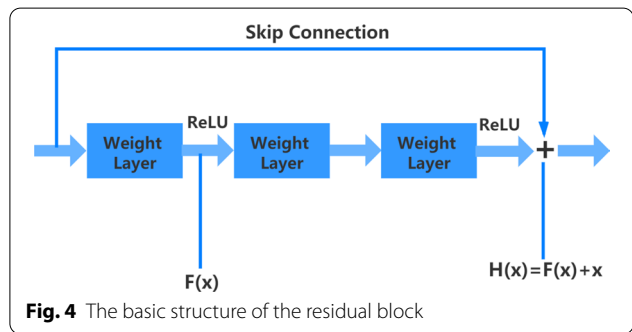 Skip Connection
ReLU
ReLU
Weight
Layer
Weight
Layer
Weight
Layer
+
F(x)
H(x)=F(x)+x
Fig. 4 The basic structure of the residual block